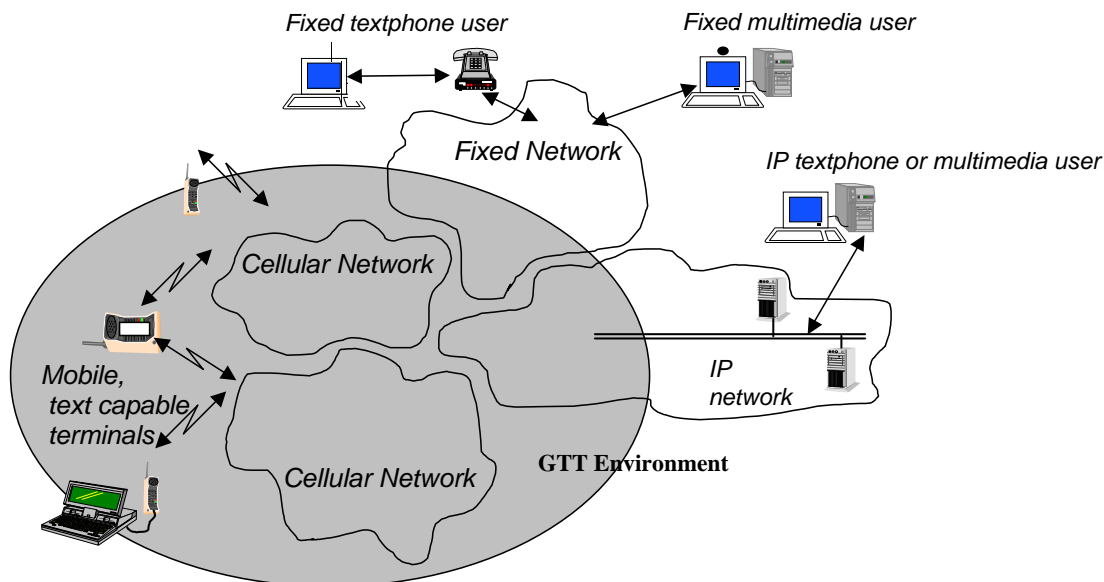 Fixed textphone user
Fixed multimedia user
Fixed Network
IP textphone or multimedia user
Cellular Network
Mobile,
text capable
terminals
IP
network
GTT Environment
Cellular Network